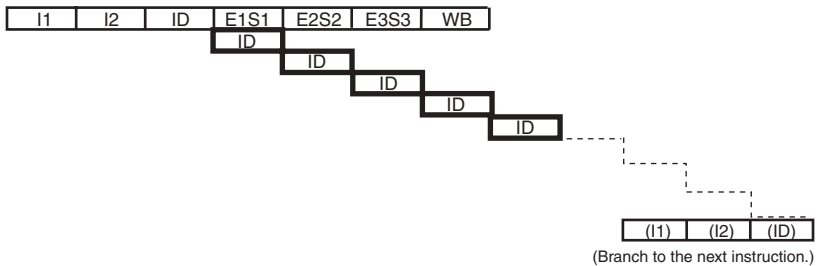 I1 I2 ID E1S1 E2S2 E3S3 WB
ID
ID
ID
ID
ID
(I1) (I2) (ID)
(Branch to the next instruction.)